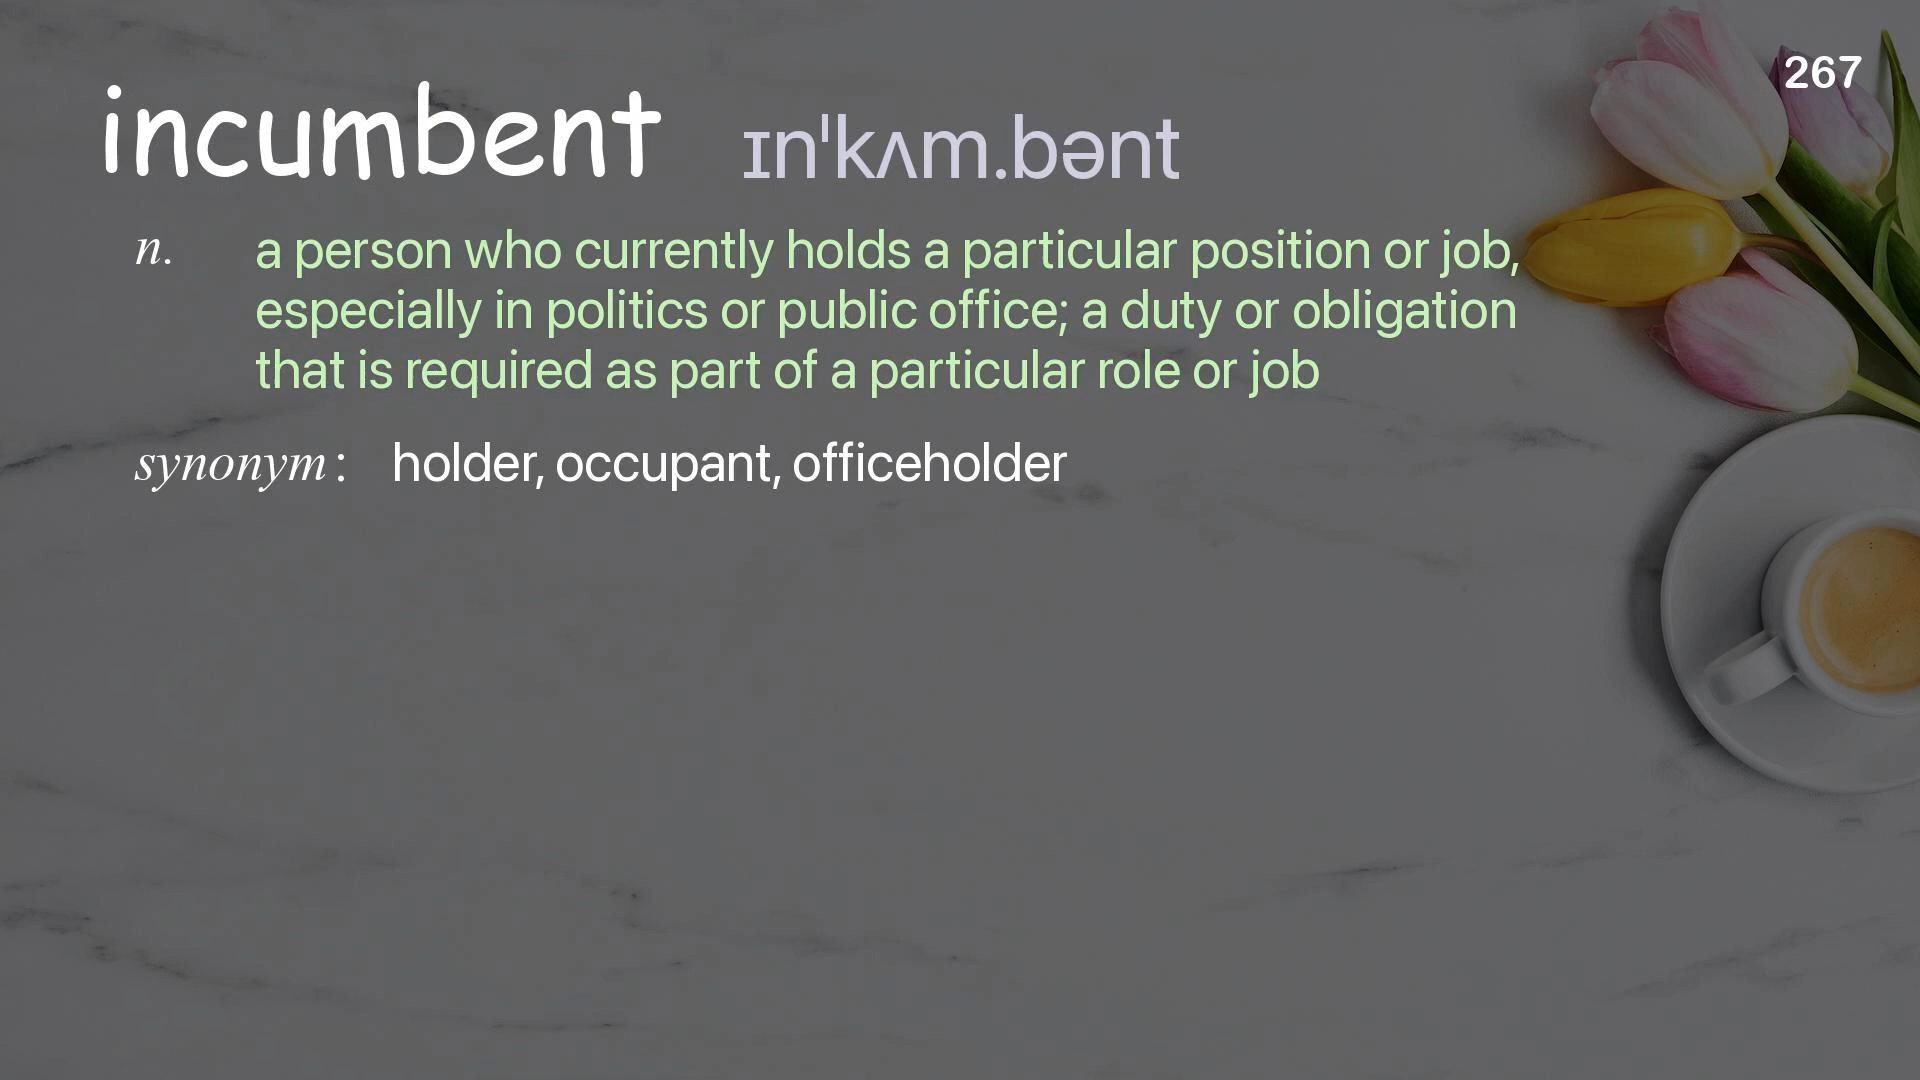 267
incumbent ɪnˈkʌm.bənt
n. a person who currently holds a particular position or job,
especially in politics or public office; a duty or obligation
that is required as part of a particular role or job
synonym: holder, occupant, officeholder